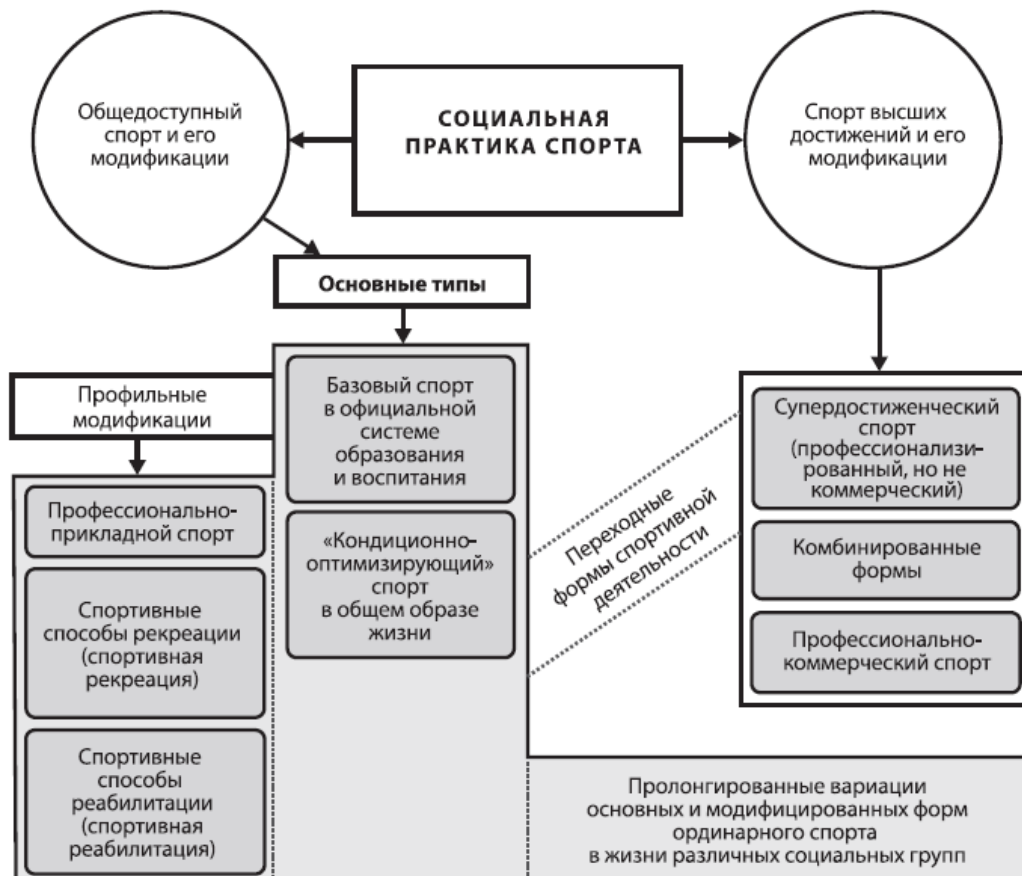 Общедоступный
спорт и его
модификации
СОЦИАЛЬНАЯ
ПРАКТИКА СПОРТА
Спорт высших
достижений и его
модификации
Основные типы
Профильные
модификации
Профессионально-
прикладной спорт
Спортивные
способы рекреации
(спортивная
рекреация)
Спортивные
способы
реабилитации
(спортивная
реабилитация)
Базовый спорт
в официальной
системе
образования
и воспитания
«Кондиционно-
оптимизирующий»
спорт
в общем образе
жизни
Переходные
формы спортивной
деятельности
Супердостиженческий
спорт
(профессионализи-
рованный, но не
коммерческий)
Комбинированные
формы
Профессионально-
коммерческий спорт
Пролонгированные вариации
основных и модифицированных форм
ординарного спорта
в жизни различных социальных групп